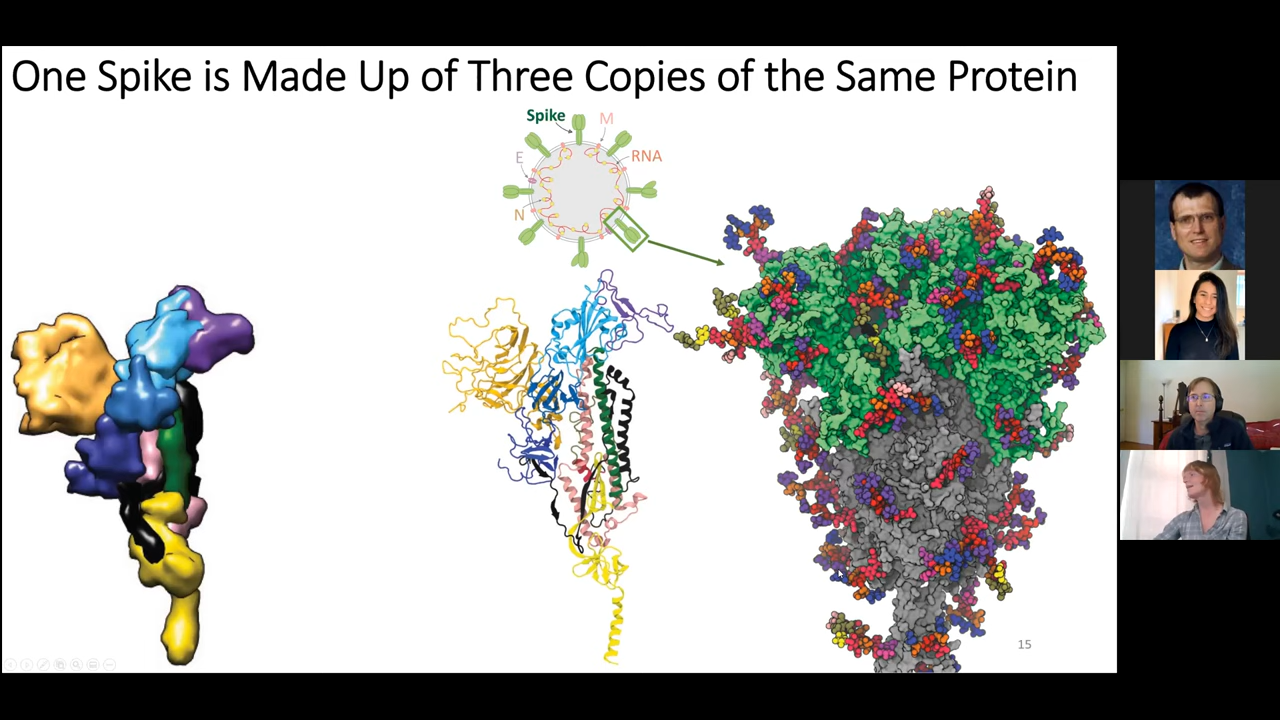 One Spike is Made Up of Three Copies of the Same Protein
Spike
M
E
RNA
N
15